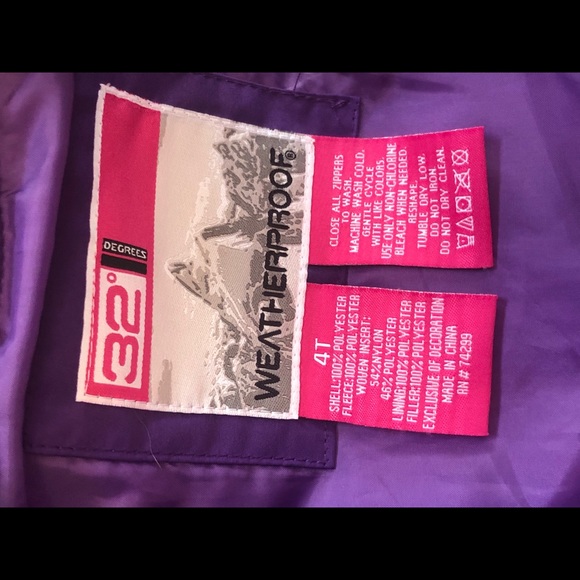 32°
DEGREES
WEATHERPROOF®
4T
SHELL:100% POLYESTER
FLEECE:100% POLYESTER
WOVEN INSERT:
54% NYLON
46% POLYESTER
LINING:100% POLYESTER
FILLER:100% POLYESTER
EXCLUSIVE OF DECORATION
MADE IN CHINA
RN# 74299
CLOSE ALL ZIPPERS
TO WASH.
MACHINE WASH COLD.
GENTLE CYCLE
WITH LIKE COLORS.
USE ONLY NON-CHLORINE
BLEACH WHEN NEEDED.
RESHAPE.
TUMBLE DRY LOW.
DO NOT IRON.
DO NOT DRY CLEAN.